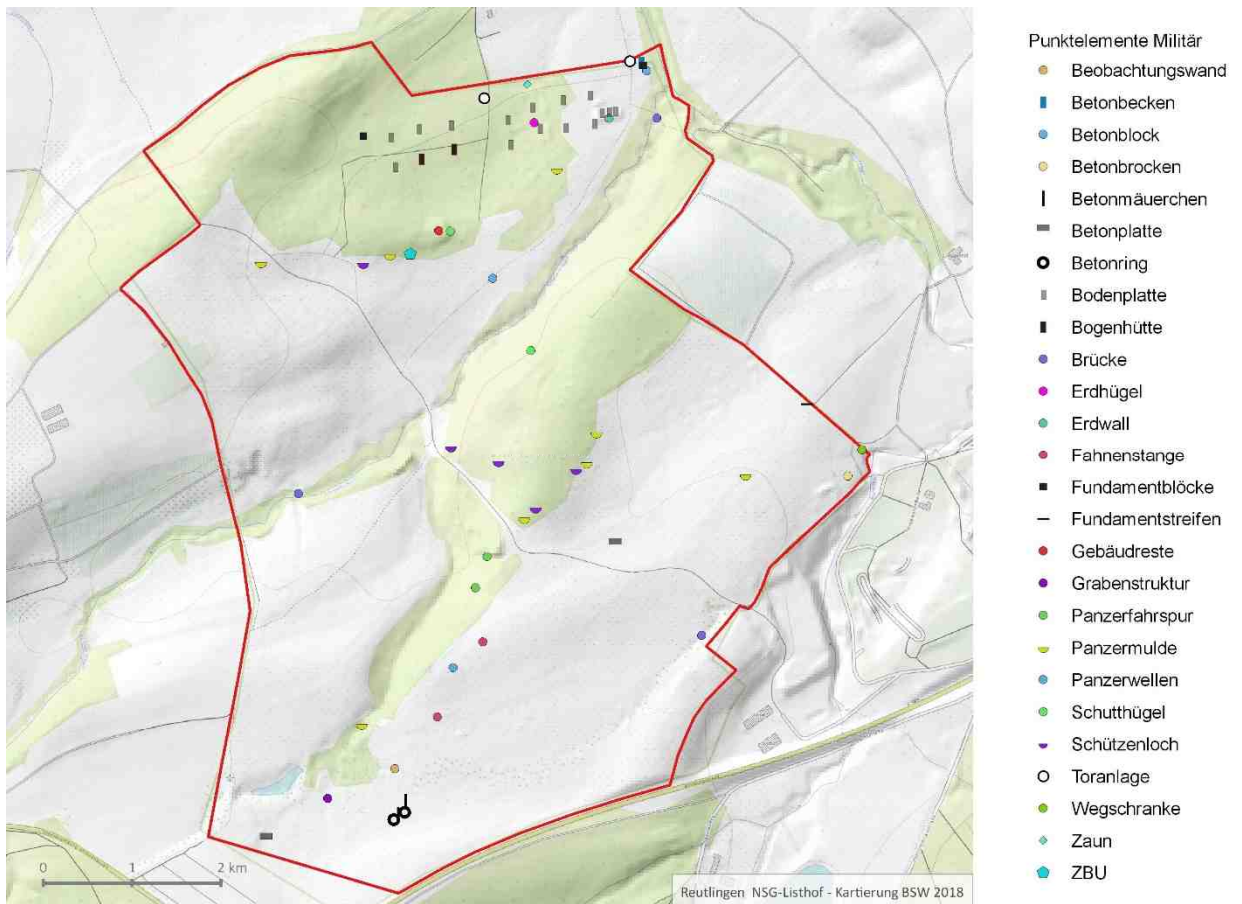 Punktelemente Militär
Beobachtungswand
Betonbecken
Betonblock
Betonbrocken
Betonmäuerchen
Betonplatte
Betonring
Bodenplatte
Bogenhütte
Brücke
Erdhügel
Erdwall
Fahnenstange
Fundamentblöcke
Fundamentstreifen
Gebäudreste
Grabenstruktur
Panzerfahrspur
Panzermulde
Panzerwellen
Schutthügel
Schützenloch
Toranlage
Wegschranke
Zaun
ZBU
0 1 2 km
Reutlingen NSG-Listhof - Kartierung BSW 2018